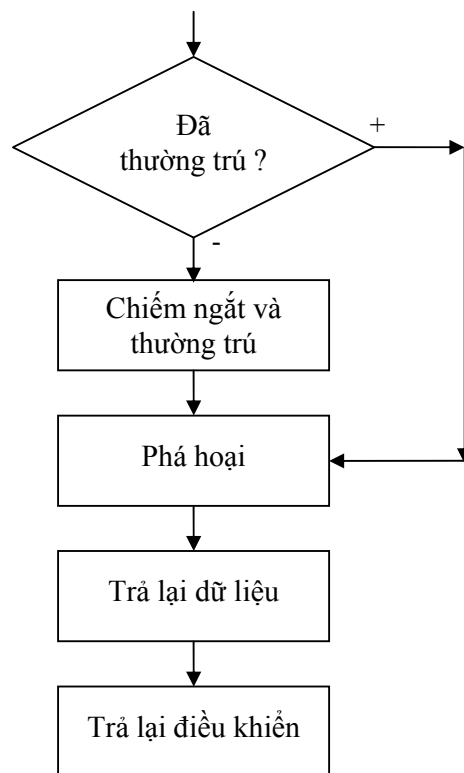 Đã
thường trú ?
+
-
Chiếm ngắt và
thường trú
Phá hoại
Trả lại dữ liệu
Trả lại điều khiển